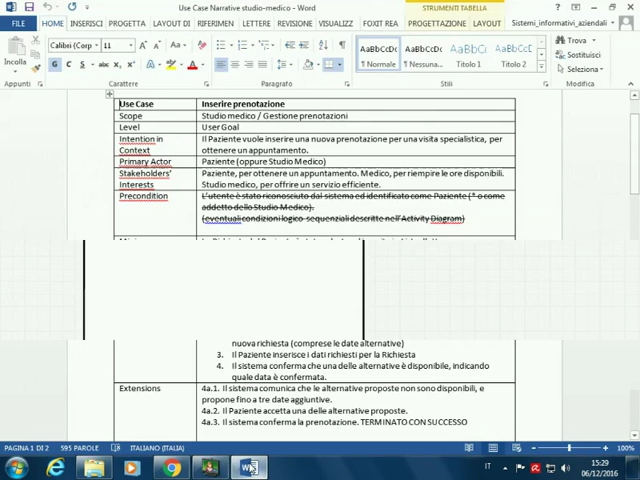 Use Case Narrative studio-medico - Word
STRUMENTI TABELLA
FILE HOME INSERISCI PROGETTA LAYOUT DI PAGINA RIFERIMENTI LETTERE REVISIONE VISUALIZZ FOXIT REA PROGETTAZIONE LAYOUT Sistemi_informativi_aziendali
Incolla
Calibri (Corp 11
Aa
G C S abc x₂ x²
AaBbCcDc AaBbCcDc AaBbC AaBbCcD
¶ Normale ¶ Nessuna... Titolo 1 Titolo 2
Trova
Sostituisci
Seleziona
Appunti Carattere Paragrafo Stili Modifica
Use Case Inserire prenotazione
Scope Studio medico / Gestione prenotazioni
Level User Goal
Intention in Context Il Paziente vuole inserire una nuova prenotazione per una visita specialistica, per
ottenere un appuntamento.
Primary Actor Paziente (oppure Studio Medico)
Stakeholders' Interests Paziente, per ottenere un appuntamento. Medico, per riempire le ore disponibili.
Studio medico, per offrire un servizio efficiente.
Precondition L'utente è stato riconosciuto dal sistema ed identificato come Paziente (* o come
addetto dello Studio Medico).
(eventuali condizioni logico-sequenziali descritte nell'Activity Diagram)
nuova richiesta (comprese le date alternative)
3. Il Paziente inserisce i dati richiesti per la Richiesta
4. Il sistema conferma che una delle alternative è disponibile, indicando
quale data è confermata.
Extensions 4a.1. Il sistema comunica che le alternative proposte non sono disponibili, e
propone fino a tre date aggiuntive.
4a.2. Il Paziente accetta una delle alternative proposte.
4a.3. Il sistema conferma la prenotazione. TERMINATO CON SUCCESSO
PAGINA 1 DI 2 595 PAROLE ITALIANO (ITALIA) 100%
IT 15:29
06/12/2016